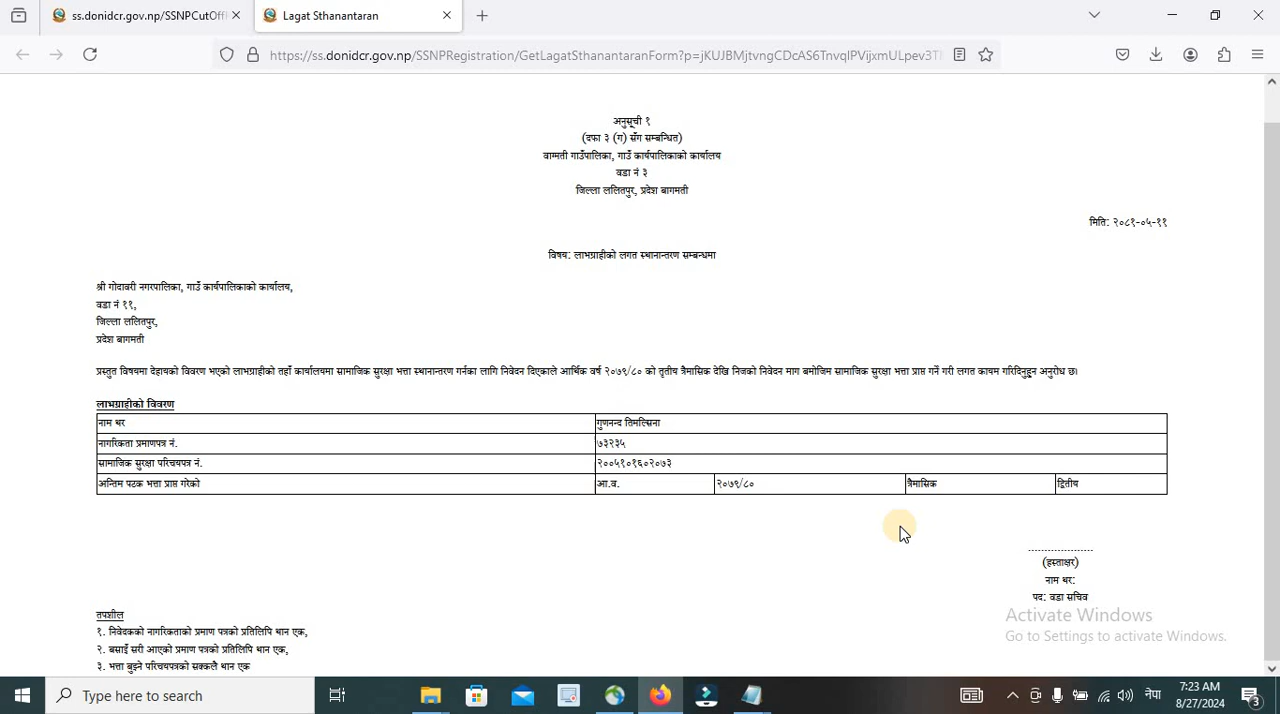 ss.donidcr.gov.np/SSNPCutOffl
Lagat Sthanantaran
https://ss.donidcr.gov.np/SSNPRegistration/GetLagatSthanantaranForm?p=jKUJBMjtvngCDcAS6TnvqlPVijxmULpev3T
अनुसूची १
(दफा ३ (ग) सँग सम्बन्धित)
वाग्मती गाउँपालिका, गाउँ कार्यपालिकाको कार्यालय
वडा नं ३
जिल्ला ललितपुर, प्रदेश बागमती
मिति: २०८१-०५-११
विषय: लाभग्राहीको लगत स्थानान्तरण सम्बन्धमा
श्री गोदावरी नगरपालिका, गाउँ कार्यपालिकाको कार्यालय,
वडा नं ११,
जिल्ला ललितपुर,
प्रदेश बागमती
प्रस्तुत विषयमा देहायको विवरण भएको लाभग्राहीको तहाँ कार्यालयमा सामाजिक सुरक्षा भत्ता स्थानान्तरण गर्नका लागि निवेदन दिएकाले आर्थिक वर्ष २०७९/८० को तृतीय त्रैमासिक देखि निजको निवेदन माग बमोजिम सामाजिक सुरक्षा भत्ता प्राप्त गर्ने गरी लगत कायम गरिदिनुहुन अनुरोध छ।
लाभग्राहीको विवरण
नाम थर गुणनन्द तिमल्सिना
नागरिकता प्रमाणपत्र नं. ७३२३५
सामाजिक सुरक्षा परिचयपत्र नं. २००५१०१६०२०७३
अन्तिम पटक भत्ता प्राप्त गरेको आ.व. २०७९/८० त्रैमासिक द्वितीय
....................
(हस्ताक्षर)
नाम थर:
पद: वडा सचिव
तपशील
१. निवेदकको नागरिकताको प्रमाण पत्रको प्रतिलिपि थान एक,
२. बसाइँ सरी आएको प्रमाण पत्रको प्रतिलिपि थान एक,
३. भत्ता बुझ्ने परिचयपत्रको सक्कलै थान एक
Activate Windows
Go to Settings to activate Windows.
Type here to search
नेपा
7:23 AM
8/27/2024
3